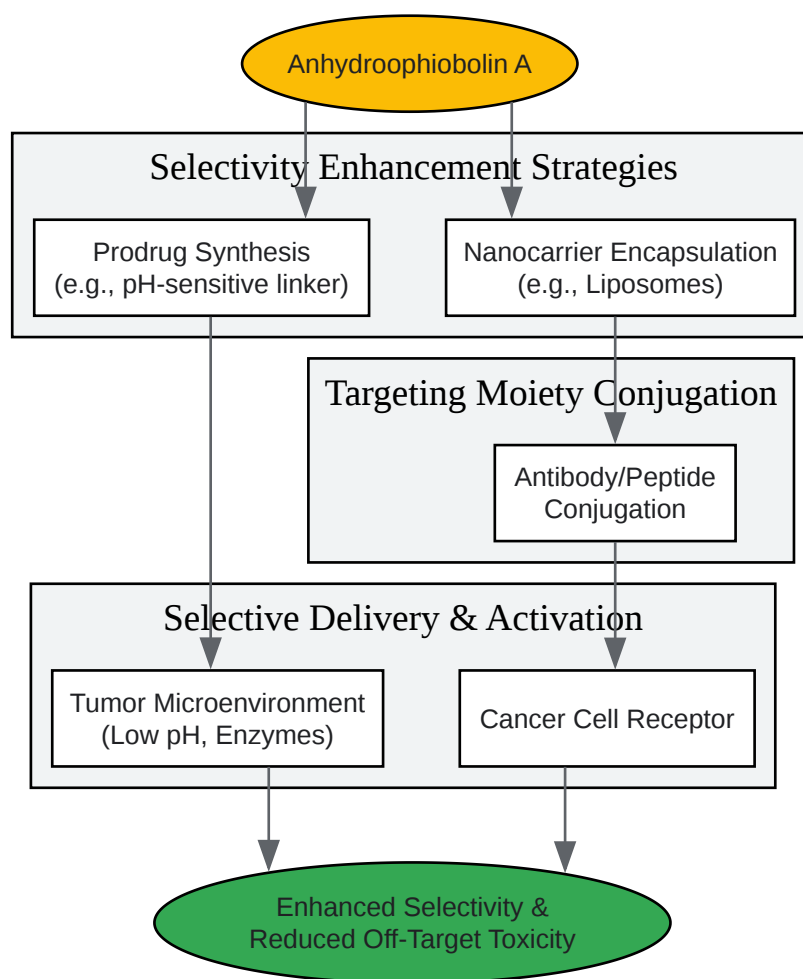 Anhydroophiobolin A
Selectivity Enhancement Strategies
Prodrug Synthesis
(e.g., pH-sensitive linker)
Nanocarrier Encapsulation
(e.g., Liposomes)
Targeting Moiety Conjugation
Antibody/Peptide
Conjugation
Selective Delivery & Activation
Tumor Microenvironment
(Low pH, Enzymes)
Cancer Cell Receptor
Enhanced Selectivity &
Reduced Off-Target Toxicity